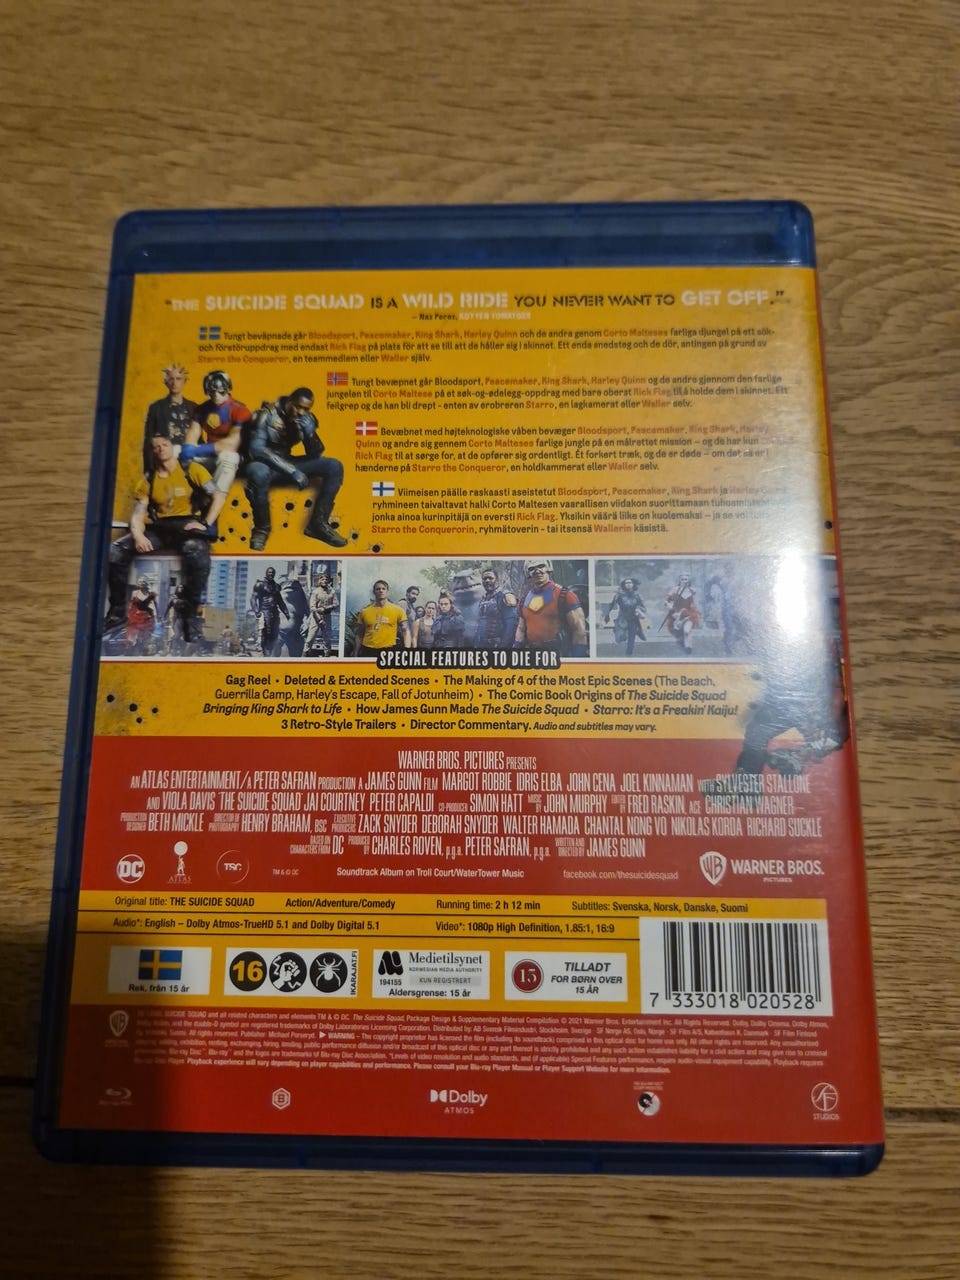 "THE SUICIDE SQUAD IS A WILD RIDE YOU NEVER WANT TO GET OFF."
– Naz Perez, ROTTEN TOMATOES
Tungt beväpnade går Bloodsport, Peacemaker, King Shark, Harley Quinn och de andra genom Corto Malteses farliga djungel på ett sök-
och förstöruppdrag med endast Rick Flag på plats för att se till att de håller sig i skinnet. Ett enda snedsteg och de dör, antingen på grund av
Starro the Conqueror, en teammedlem eller Waller själv.
Tungt bevæpnet går Bloodsport, Peacemaker, King Shark, Harley Quinn og de andre gjennom den farlige
jungelen til Corto Maltese på et søk-og-ødelegg-oppdrag med bare oberst Rick Flag til å holde dem i skinnet. Ett
feilgrep og de kan bli drept - enten av erobreren Starro, en lagkamerat eller Waller selv.
Bevæbnet med højteknologiske våben bevæger Bloodsport, Peacemaker, King Shark, Harley
Quinn og andre sig gennem Corto Malteses farlige jungle på en målrettet mission – og de har kun
Rick Flag til at sørge for, at de opfører sig ordentligt. Ét forkert træk, og de er døde – om det så er i
hænderne på Starro the Conqueror, en holdkammerat eller Waller selv.
Viimeisen päälle raskaasti aseistetut Bloodsport, Peacemaker, King Shark ja Harley Quinn
ryhmineen taivaltavat halki Corto Maltesen vaarallisen viidakon suorittamaan
jonka ainoa kurinpitäjä on eversti Rick Flag. Yksikin väärä liike on kuolemaksi – ja se voi
Starro the Conquerorin, ryhmätoverin - tai itsensä Wallerin käsistä.
SPECIAL FEATURES TO DIE FOR
Gag Reel • Deleted & Extended Scenes • The Making of 4 of the Most Epic Scenes (The Beach,
Guerrilla Camp, Harley's Escape, Fall of Jotunheim) • The Comic Book Origins of The Suicide Squad
Bringing King Shark to Life • How James Gunn Made The Suicide Squad • Starro: It's a Freakin' Kaiju!
3 Retro-Style Trailers • Director Commentary. Audio and subtitles may vary.
WARNER BROS. PICTURES PRESENTS
AN ATLAS ENTERTAINMENT/A PETER SAFRAN PRODUCTION A JAMES GUNN FILM MARGOT ROBBIE IDRIS ELBA JOHN CENA JOEL KINNAMAN WITH SYLVESTER STALLONE
AND VIOLA DAVIS THE SUICIDE SQUAD JAI COURTNEY PETER CAPALDI CO-PRODUCER SIMON HATT MUSIC BY JOHN MURPHY EDITED BY FRED RASKIN, ACE CHRISTIAN WAGNER
PRODUCTION DESIGNER BETH MICKLE DIRECTOR OF PHOTOGRAPHY HENRY BRAHAM, BSC EXECUTIVE PRODUCERS ZACK SNYDER DEBORAH SNYDER WALTER HAMADA CHANTAL NONG VO NIKOLAS KORDA RICHARD SUCKLE
BASED ON CHARACTERS FROM DC PRODUCED BY CHARLES ROVEN, p.g.a. PETER SAFRAN, p.g.a. WRITTEN AND DIRECTED BY JAMES GUNN
DC ATLAS TSC TM & © DC Soundtrack Album on Troll Court/WaterTower Music facebook.com/thesuicidesquad WB WARNER BROS. PICTURES
Original title: THE SUICIDE SQUAD Action/Adventure/Comedy Running time: 2 h 12 min Subtitles: Svenska, Norsk, Danske, Suomi
Audio*: English – Dolby Atmos-TrueHD 5.1 and Dolby Digital 5.1 Video*: 1080p High Definition, 1.85:1, 16:9
Rek. från 15 år
16
IKARAJAT.FI
Medietilsynet
NORWEGIAN MEDIA AUTHORITY
194155 KUN REGISTRERT
Aldersgrense: 15 år
15
TILLADT
FOR BØRN OVER
15 ÅR
7 333018 020528
Dolby
ATMOS
SF
STUDIOS